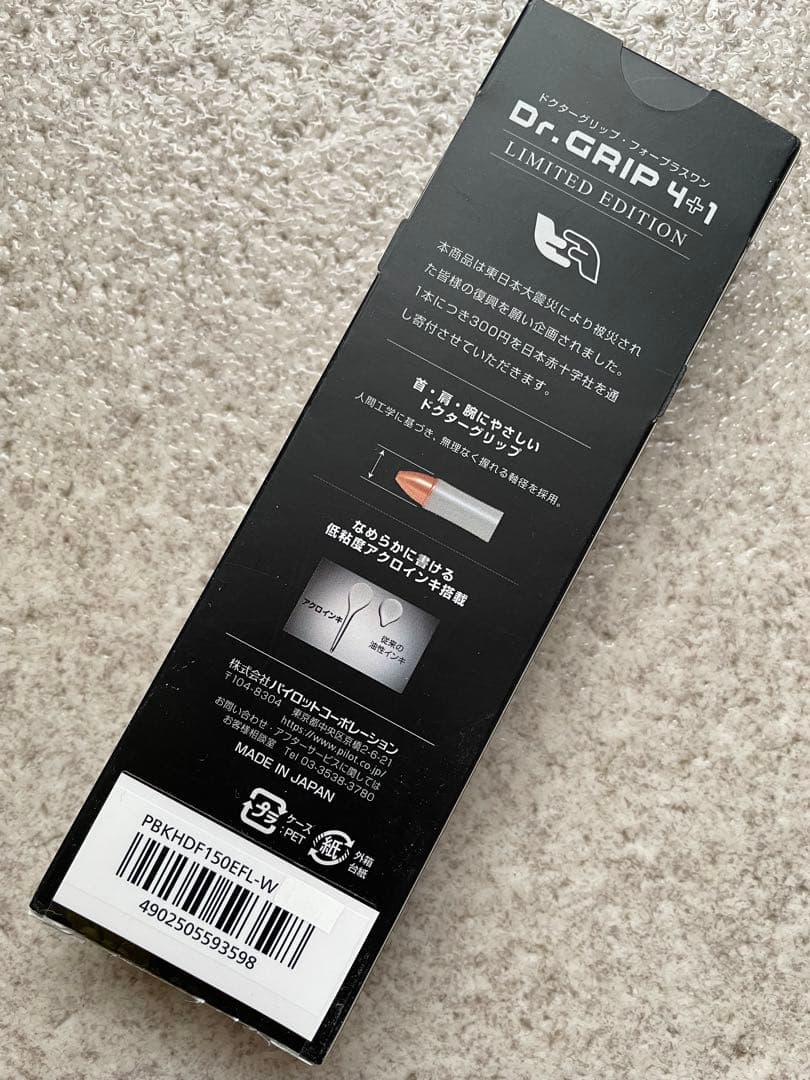 ドクターグリップ・フォープラスワン
Dr.GRIP 4+1
LIMITED EDITION
本商品は東日本大震災により被災され
た皆様の復興を願い企画されました。
1本につき300円を日本赤十字社を通
し寄付させていただきます。
首・肩・腕にやさしい
ドクターグリップ
人間工学に基づき、無理なく握れる軸径を採用。
なめらかに書ける
低粘度アクロインキ搭載
アクロインキ
従来の
油性インキ
株式会社パイロットコーポレーション
〒104-8304 東京都中央区京橋2-6-21
https://www.pilot.co.jp/
お問い合わせ・アフターサービスに関しては
お客様相談室 Tel 03-3538-3780
MADE IN JAPAN
プラ
ケース
:PET
紙
外箱
台紙
PBKHDF150EFL-W
4902505593598